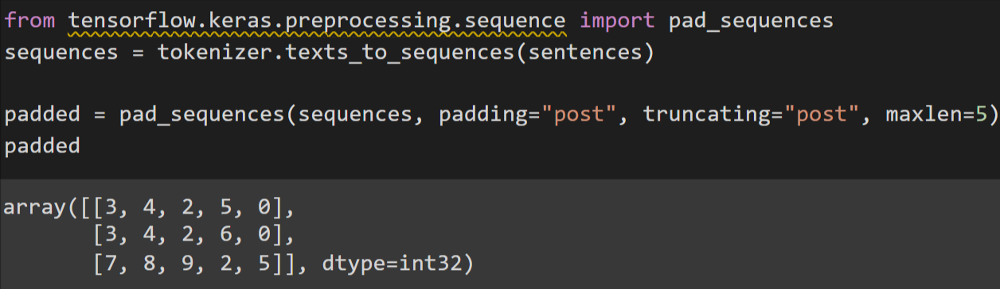 from tensorflow.keras.preprocessing.sequence import pad_sequences
sequences = tokenizer.texts_to_sequences(sentences)
padded = pad_sequences(sequences, padding="post", truncating="post", maxlen=5)
padded
array([[3, 4, 2, 5, 0],
[3, 4, 2, 6, 0],
[7, 8, 9, 2, 5]], dtype=int32)